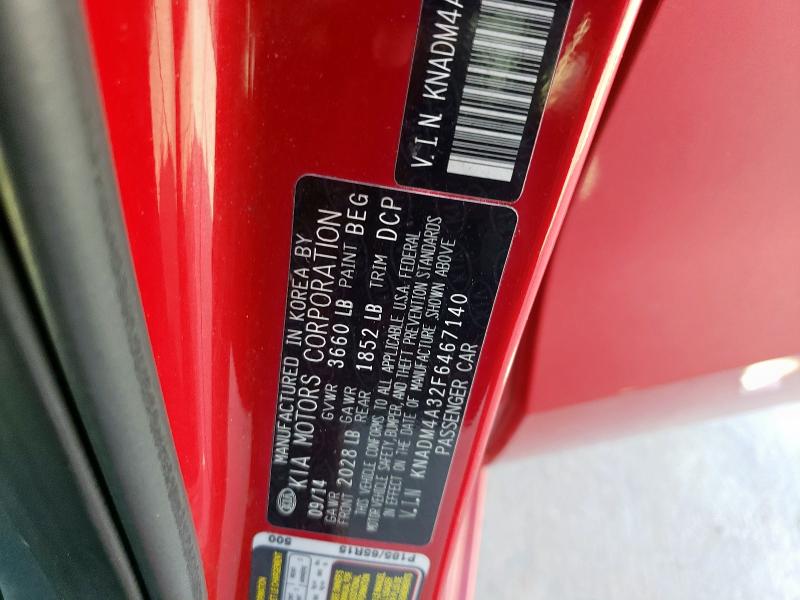 V.I.N KNADM4A
MANUFACTURED IN KOREA BY
KIA MOTORS CORPORATION
09/14 GVWR 3660 LB PAINT BEG
GAWR FRONT 2028 LB GAWR REAR 1852 LB TRIM DCP
THIS VEHICLE CONFORMS TO ALL APPLICABLE U.S.A. FEDERAL
MOTOR VEHICLE SAFETY, BUMPER, AND THEFT PREVENTION STANDARDS
IN EFFECT ON THE DATE OF MANUFACTURE SHOWN ABOVE
V.I.N KNADM4A32F6467140
PASSENGER CAR
P185/65R15
500